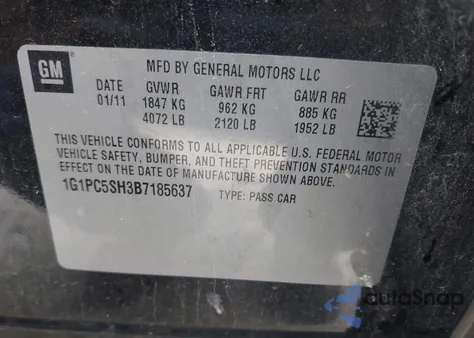 GM
MFD BY GENERAL MOTORS LLC
DATE GVWR GAWR FRT GAWR RR
01/11 1847 KG 962 KG 885 KG
4072 LB 2120 LB 1952 LB
THIS VEHICLE CONFORMS TO ALL APPLICABLE U.S. FEDERAL MOTOR
VEHICLE SAFETY, BUMPER, AND THEFT PREVENTION STANDARDS IN
EFFECT ON THE DATE OF MANUFACTURE SHOWN ABOVE.
1G1PC5SH3B7185637 TYPE: PASS CAR
AutoSnap